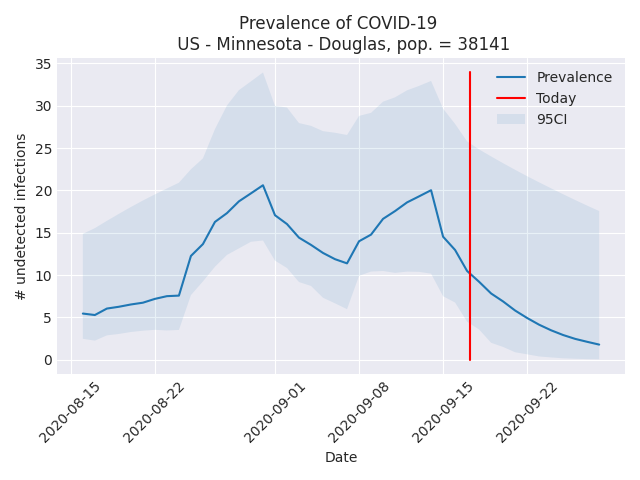 Prevalence of COVID-19
US - Minnesota - Douglas, pop. = 38141
35
30
25
20
15
10
5
0
# undetected infections
Prevalence
Today
95CI
2020-08-15
2020-08-22
2020-09-01
2020-09-08
2020-09-15
2020-09-22
Date